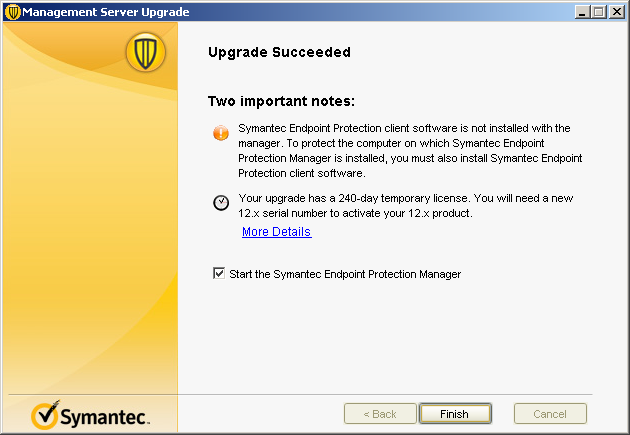 Management Server Upgrade
Upgrade Succeeded
Two important notes:
Symantec Endpoint Protection client software is not installed with the
manager. To protect the computer on which Symantec Endpoint
Protection Manager is installed, you must also install Symantec Endpoint
Protection client software.
Your upgrade has a 240-day temporary license. You will need a new
12.x serial number to activate your 12.x product.
More Details
Start the Symantec Endpoint Protection Manager
Symantec.
< Back
Finish
Cancel